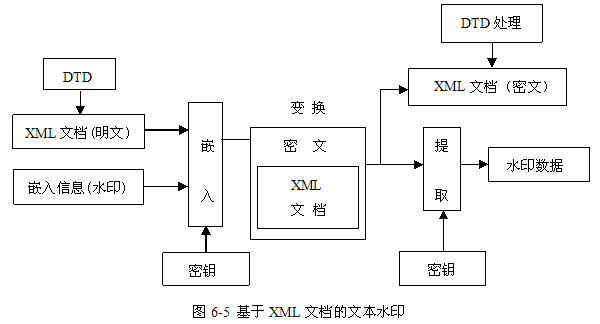 DTD 处理
DTD
XML 文档（密文）
变 换
XML 文档(明文)
嵌
入
密 文
XML
文 档
提
取
水印数据
嵌入信息(水印)
密钥
密钥
图 6-5 基于 XML 文档的文本水印